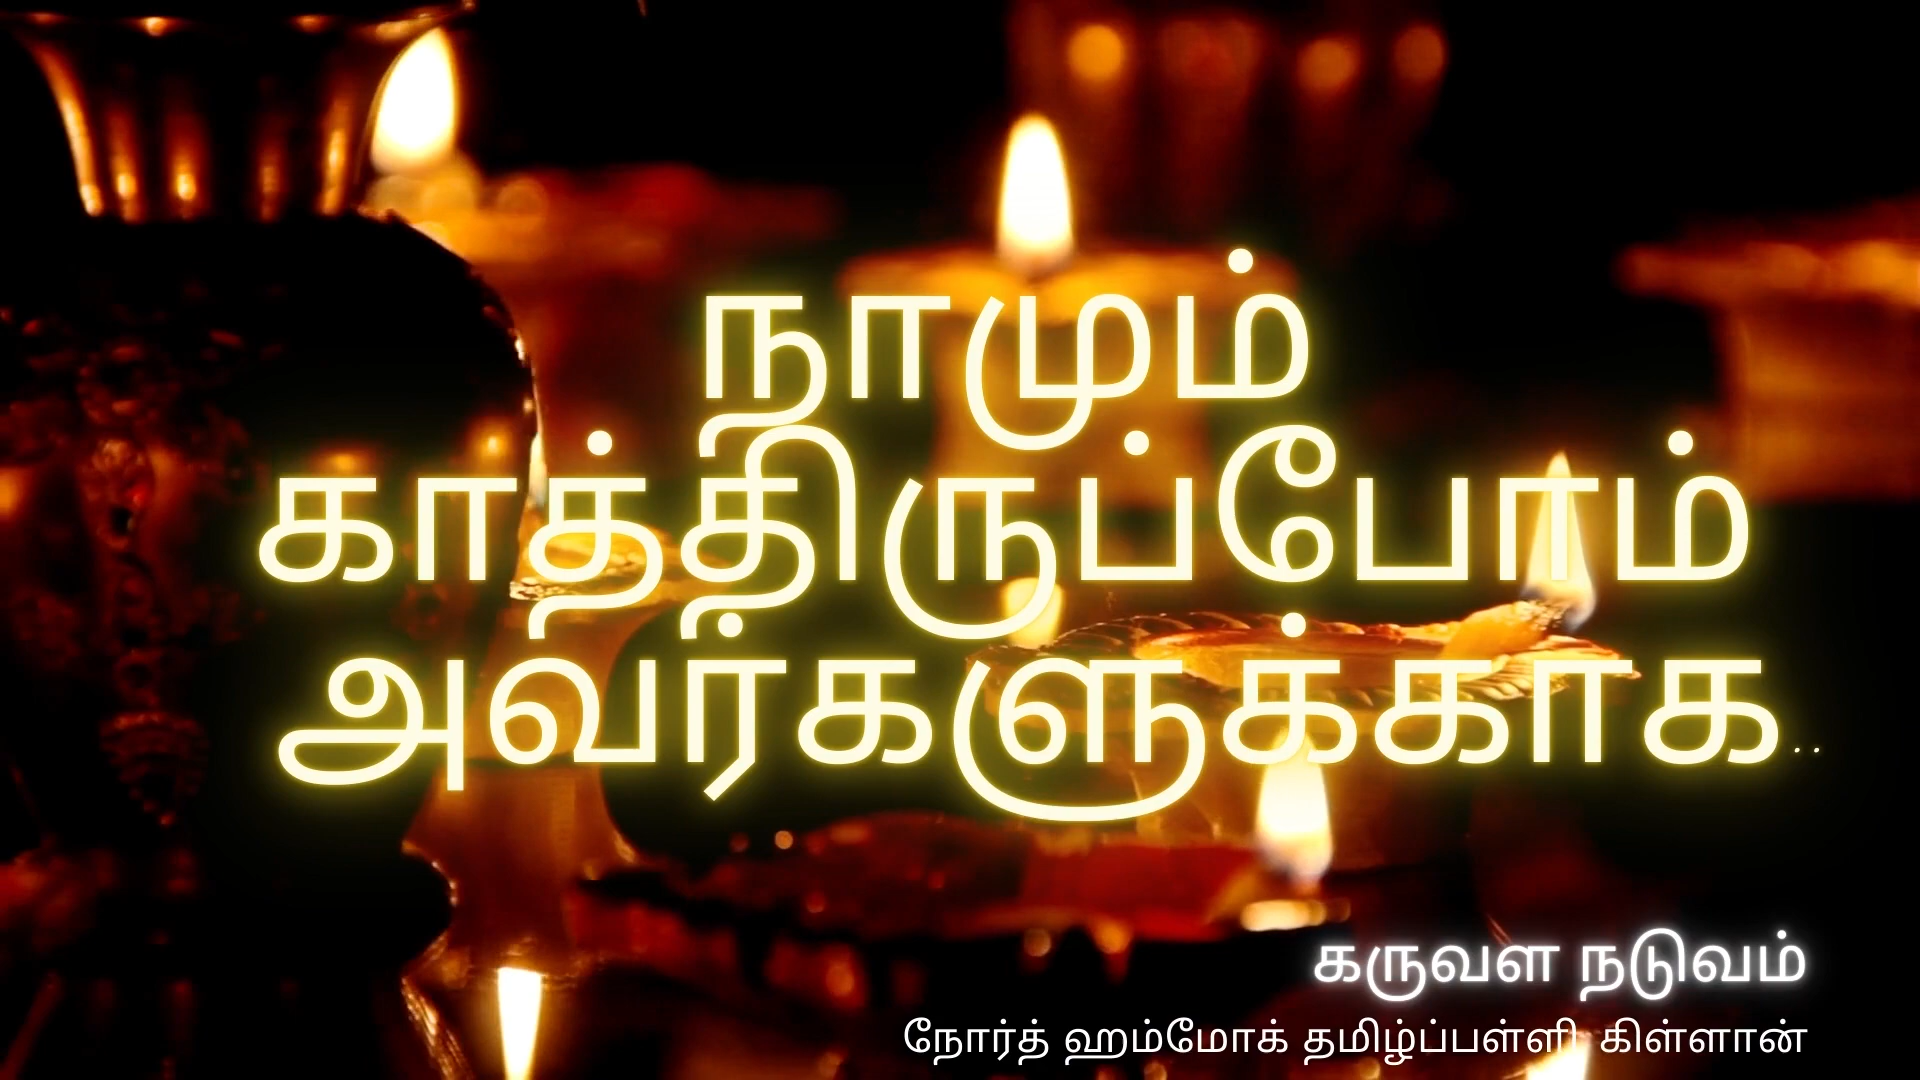 நாமும்
காத்திருப்போம்
அவர்களுக்காக..
கருவள நடுவம்
நோர்த் ஹம்மோக் தமிழ்ப்பள்ளி கிள்ளான்